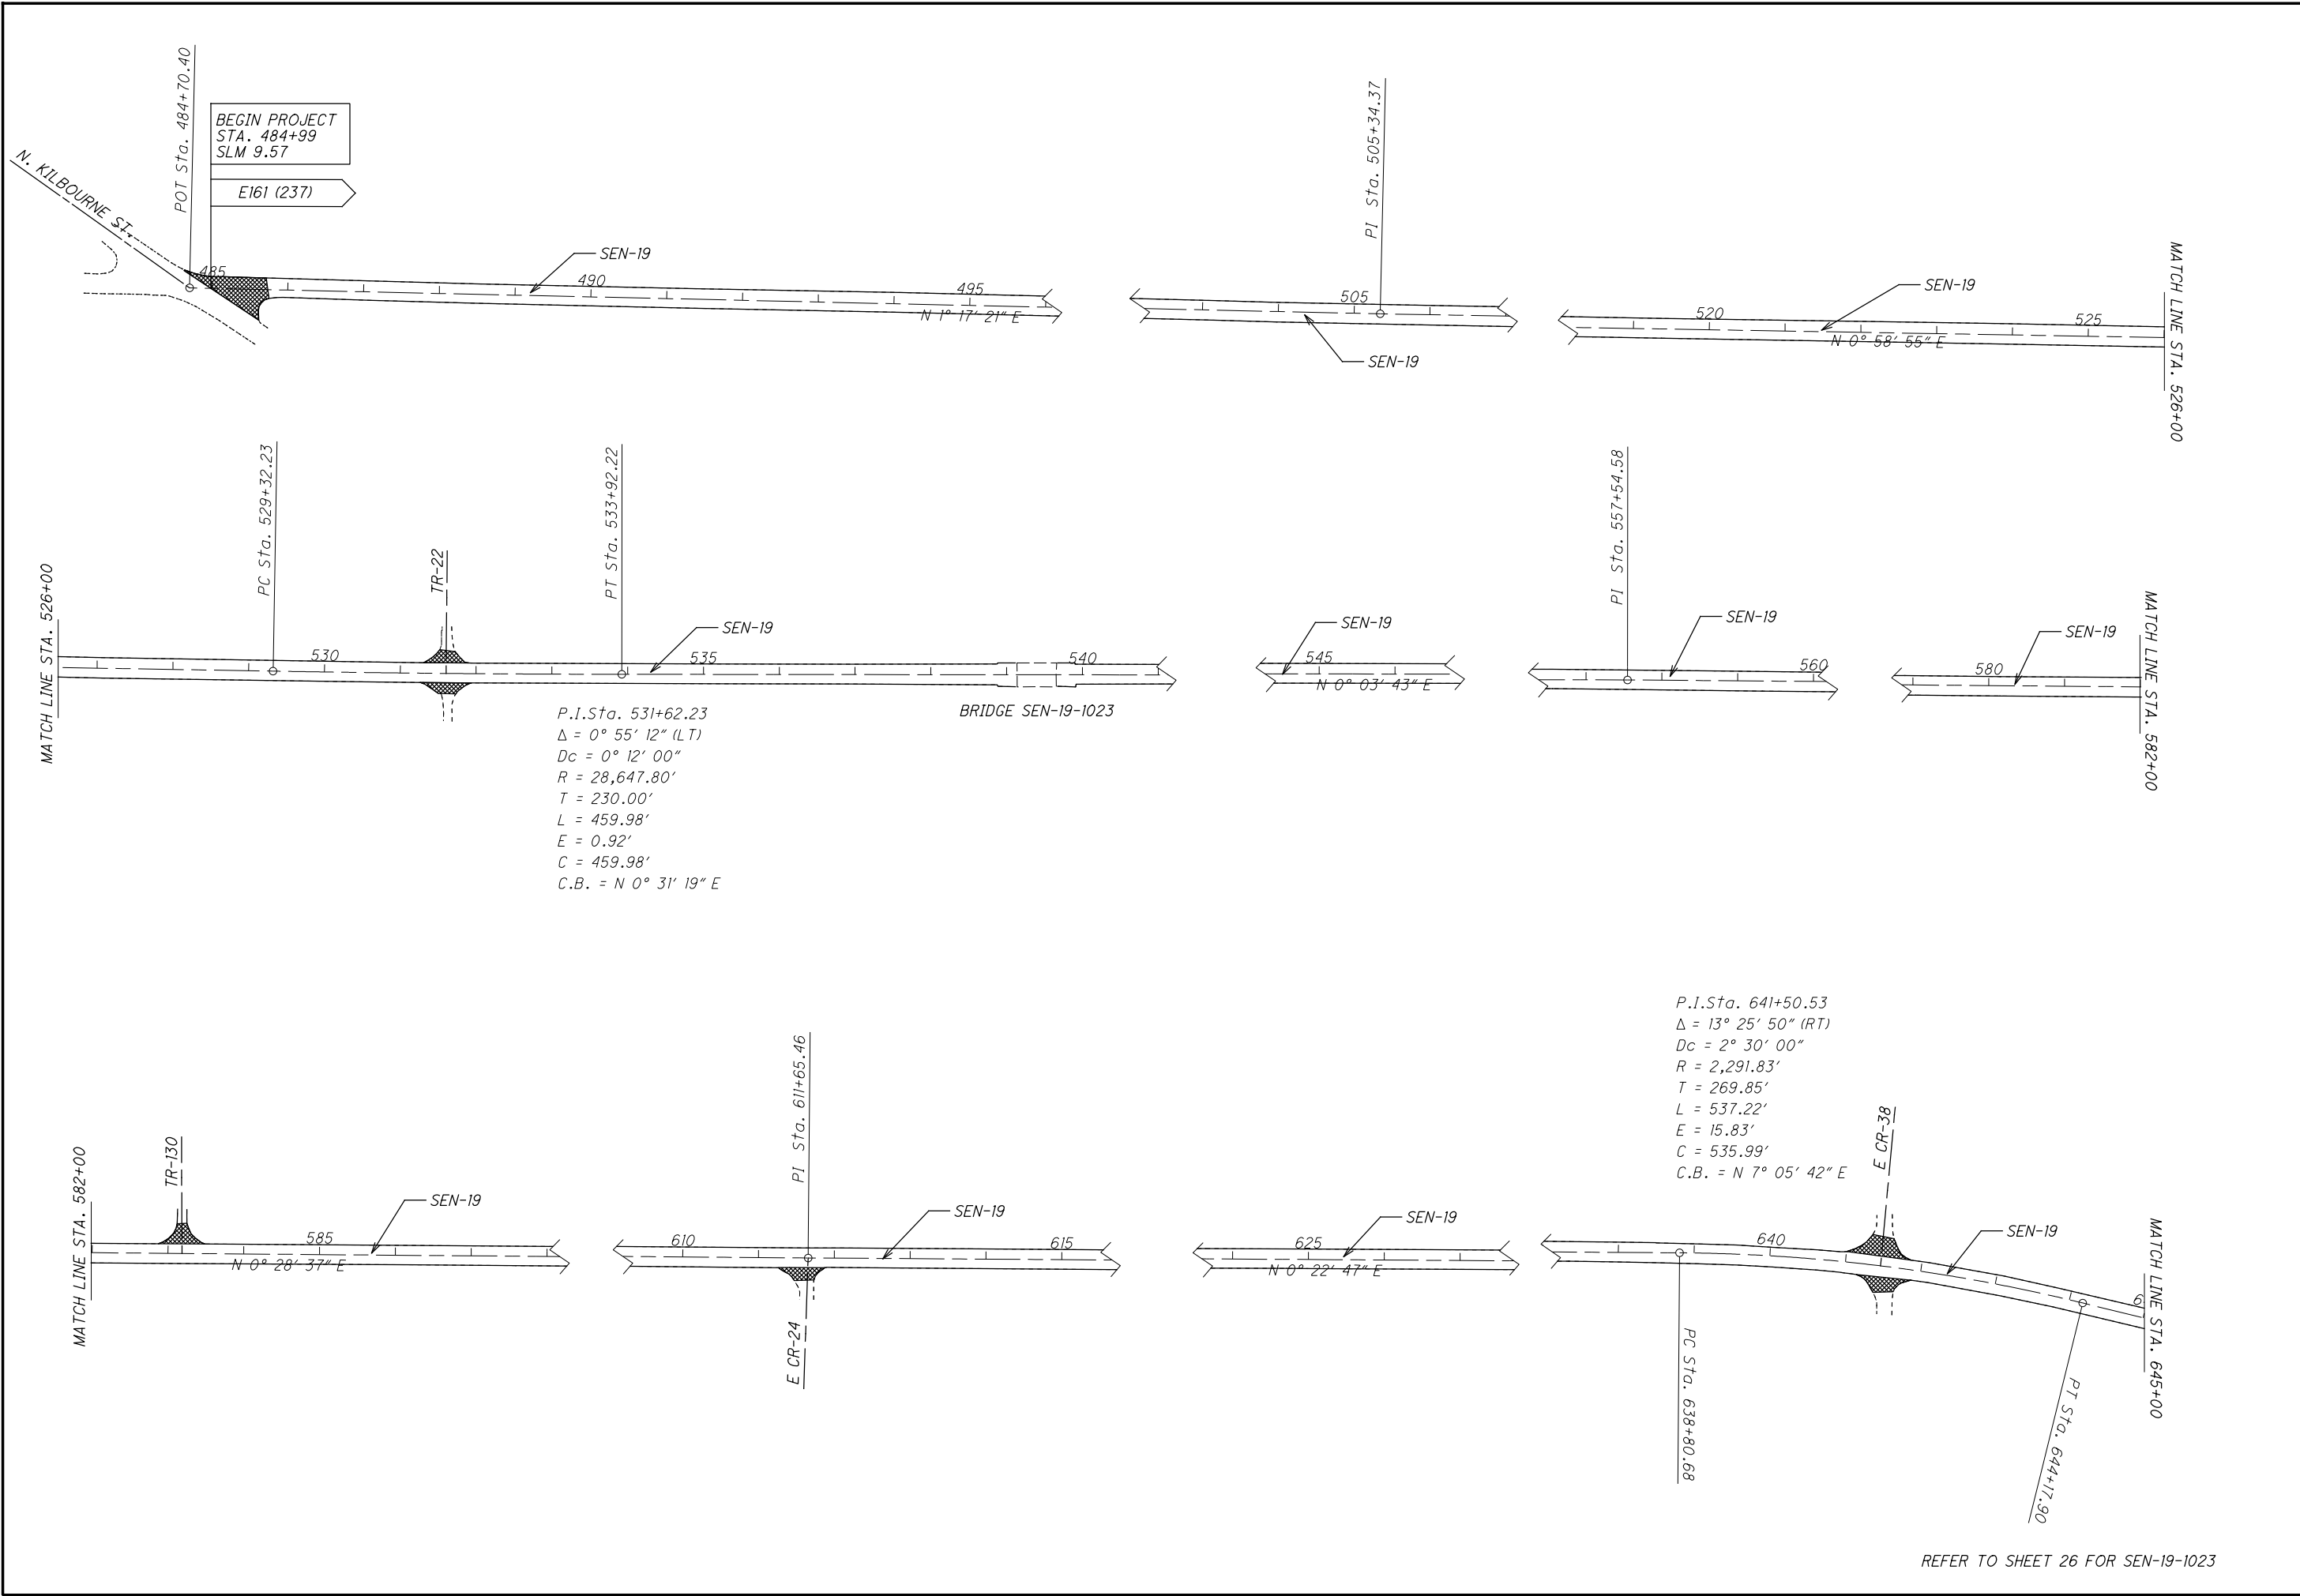 POT Sta. 484+70.40
BEGIN PROJECT
STA. 484+99
SLM 9.57
E161 (237)
N. KILBOURNE ST.
485
SEN-19
490
495
N 1° 17' 21" E
PI Sta. 505+34.37
505
SEN-19
520
SEN-19
525
N 0° 58' 55" E
MATCH LINE STA. 526+00
MATCH LINE STA. 526+00
PC Sta. 529+32.23
530
TR-22
PT Sta. 533+92.22
SEN-19
535
540
BRIDGE SEN-19-1023
P.I.Sta. 531+62.23
Δ = 0° 55' 12" (LT)
Dc = 0° 12' 00"
R = 28,647.80'
T = 230.00'
L = 459.98'
E = 0.92'
C = 459.98'
C.B. = N 0° 31' 19" E
SEN-19
545
N 0° 03' 43" E
PI Sta. 557+54.58
SEN-19
560
SEN-19
580
MATCH LINE STA. 582+00
MATCH LINE STA. 582+00
TR-130
585
SEN-19
N 0° 28' 37" E
610
PI Sta. 611+65.46
SEN-19
615
E CR-24
625
SEN-19
N 0° 22' 47" E
P.I.Sta. 641+50.53
Δ = 13° 25' 50" (RT)
Dc = 2° 30' 00"
R = 2,291.83'
T = 269.85'
L = 537.22'
E = 15.83'
C = 535.99'
C.B. = N 7° 05' 42" E
E CR-38
640
SEN-19
6
PC Sta. 638+80.68
PT Sta. 644+17.90
MATCH LINE STA. 645+00
REFER TO SHEET 26 FOR SEN-19-1023